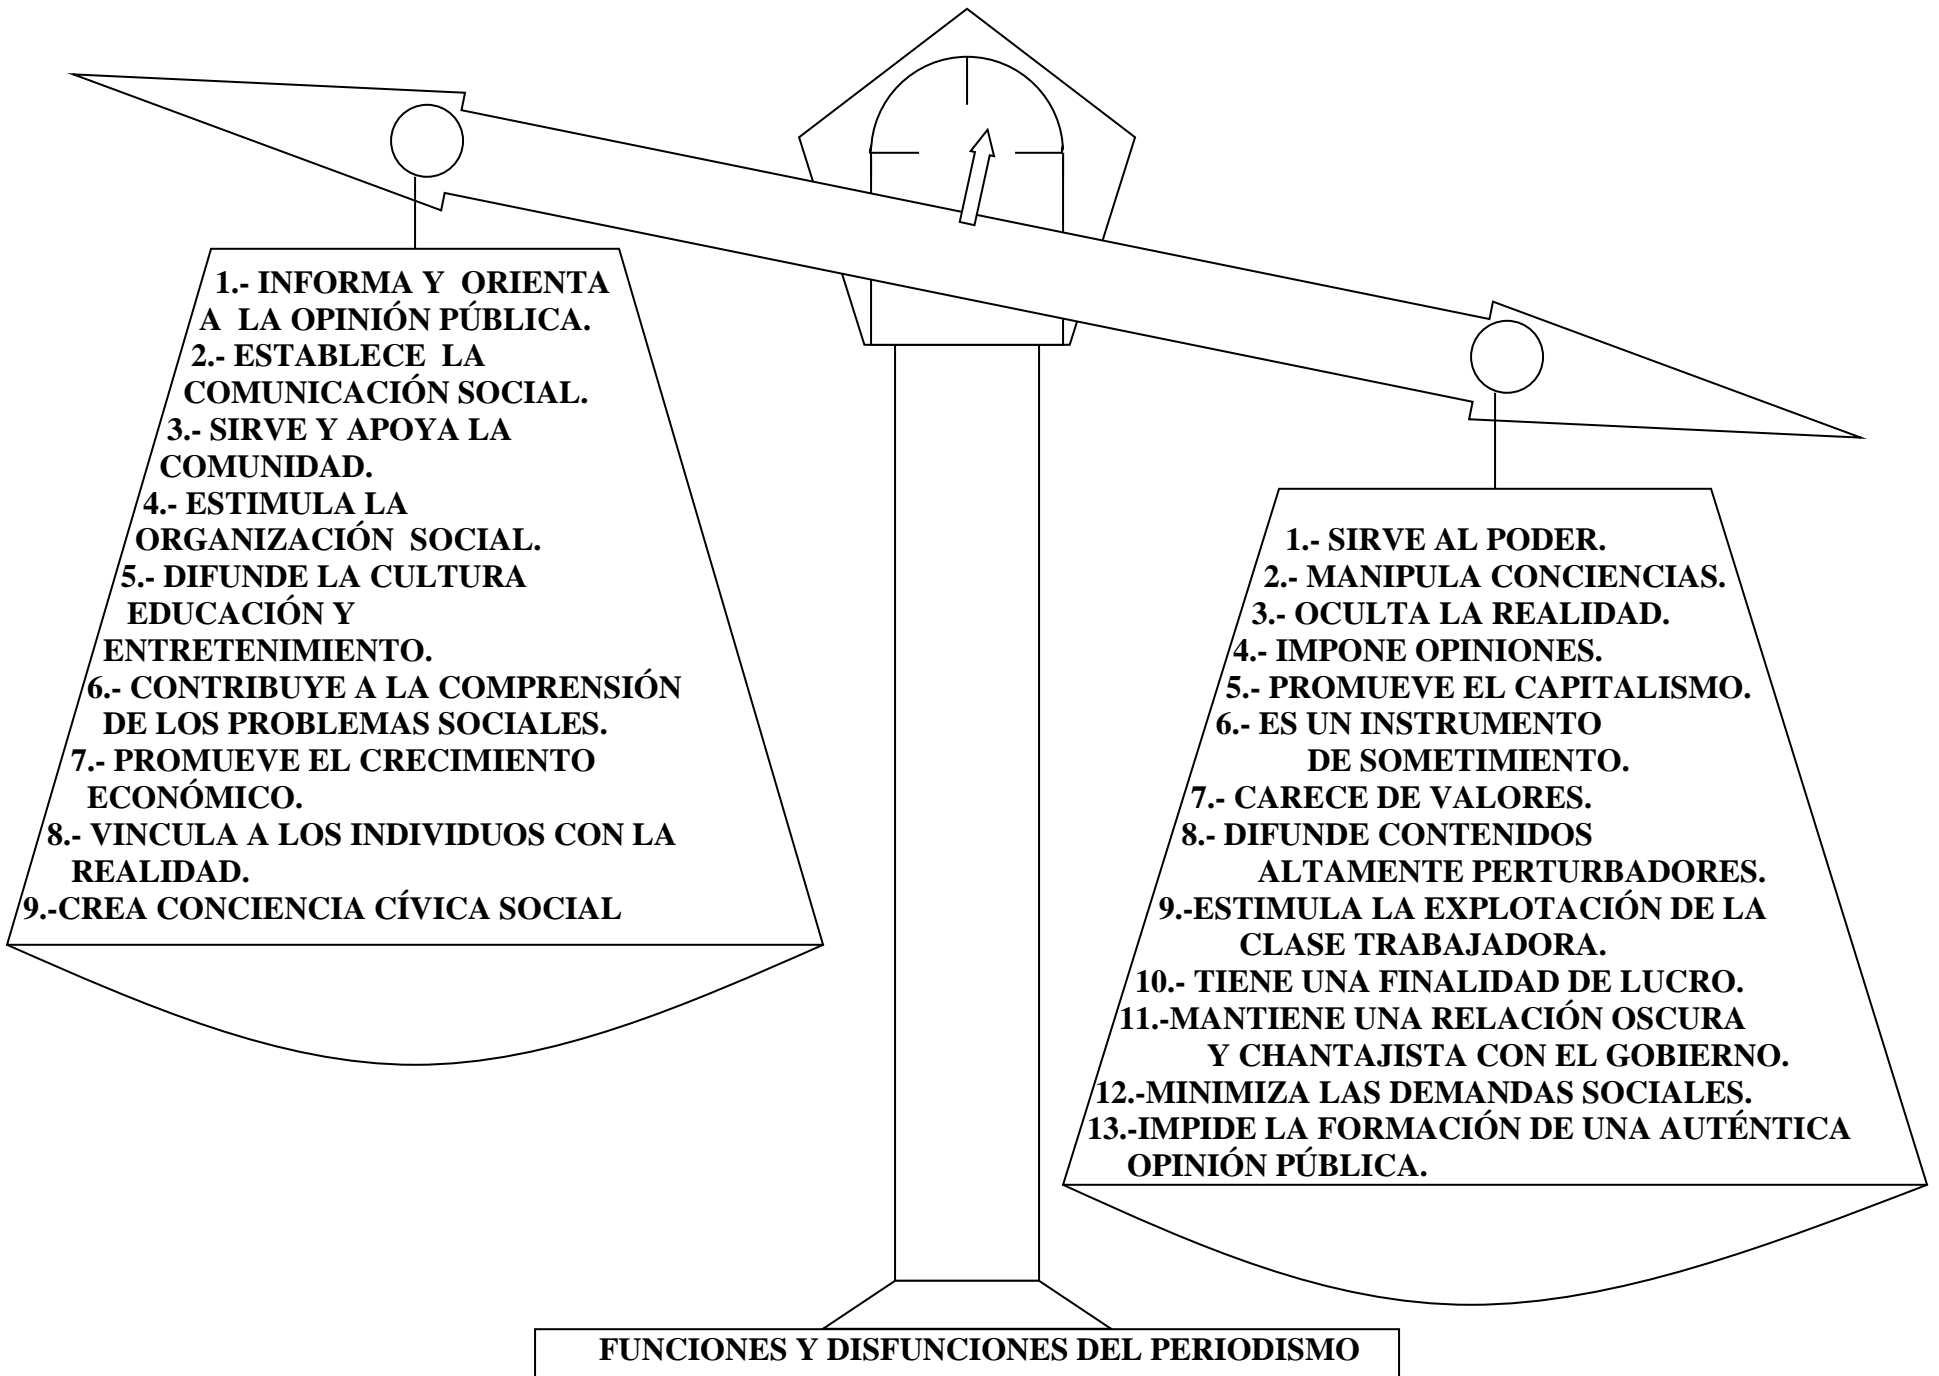 1.- INFORMA Y ORIENTA
A LA OPINIÓN PÚBLICA.
2.- ESTABLECE LA
COMUNICACIÓN SOCIAL.
3.- SIRVE Y APOYA LA
COMUNIDAD.
4.- ESTIMULA LA
ORGANIZACIÓN SOCIAL.
5.- DIFUNDE LA CULTURA
EDUCACIÓN Y
ENTRETENIMIENTO.
6.- CONTRIBUYE A LA COMPRENSIÓN
DE LOS PROBLEMAS SOCIALES.
7.- PROMUEVE EL CRECIMIENTO
ECONÓMICO.
8.- VINCULA A LOS INDIVIDUOS CON LA
REALIDAD.
9.-CREA CONCIENCIA CÍVICA SOCIAL
1.- SIRVE AL PODER.
2.- MANIPULA CONCIENCIAS.
3.- OCULTA LA REALIDAD.
4.- IMPONE OPINIONES.
5.- PROMUEVE EL CAPITALISMO.
6.- ES UN INSTRUMENTO
DE SOMETIMIENTO.
7.- CARECE DE VALORES.
8.- DIFUNDE CONTENIDOS
ALTAMENTE PERTURBADORES.
9.-ESTIMULA LA EXPLOTACIÓN DE LA
CLASE TRABAJADORA.
10.- TIENE UNA FINALIDAD DE LUCRO.
11.-MANTIENE UNA RELACIÓN OSCURA
Y CHANTAJISTA CON EL GOBIERNO.
12.-MINIMIZA LAS DEMANDAS SOCIALES.
13.-IMPIDE LA FORMACIÓN DE UNA AUTÉNTICA
OPINIÓN PÚBLICA.
FUNCIONES Y DISFUNCIONES DEL PERIODISMO